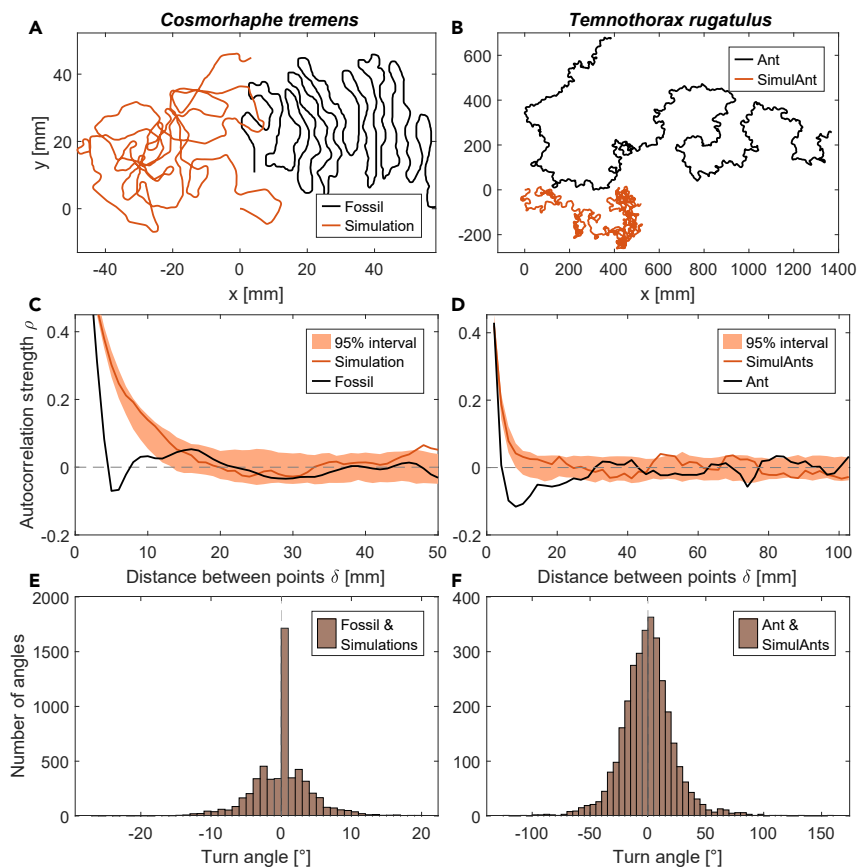 Cosmorhaphe tremens
Temnothorax rugatulus
A
60
50
40
30
20
10
0
-10
y [mm]
-40
-20
0
20
40
x [mm]
Fossil
Simulation
B
600
400
200
0
-200
0
200
400
600
800
1000
1200
1400
x [mm]
Ant
SimulAnt
C
0.4
0.2
0
-0.2
Autocorrelation strength ρ
0
10
20
30
40
50
Distance between points δ [mm]
95% interval
Simulation
Fossil
D
0.4
0.2
0
-0.2
0
20
40
60
80
100
Distance between points δ [mm]
95% interval
SimulAnts
Ant
E
2000
1500
1000
500
0
Number of angles
-20
-10
0
10
20
Turn angle [°]
Fossil &
Simulations
F
400
300
200
100
0
-100
-50
0
50
100
150
Turn angle [°]
Ant &
SimulAnts